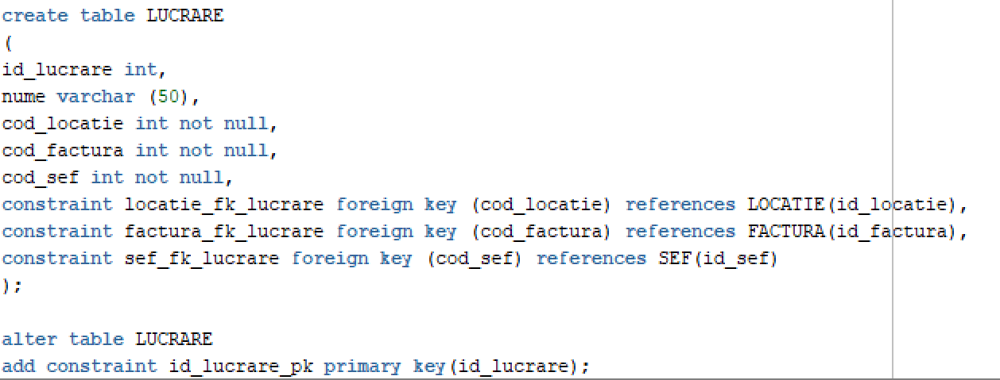 create table LUCRARE
(
id_lucrare int,
nume varchar (50),
cod_locatie int not null,
cod_factura int not null,
cod_sef int not null,
constraint locatie_fk_lucrare foreign key (cod_locatie) references LOCATIE(id_locatie),
constraint factura_fk_lucrare foreign key (cod_factura) references FACTURA(id_factura),
constraint sef_fk_lucrare foreign key (cod_sef) references SEF(id_sef)
);
alter table LUCRARE
add constraint id_lucrare_pk primary key(id_lucrare);